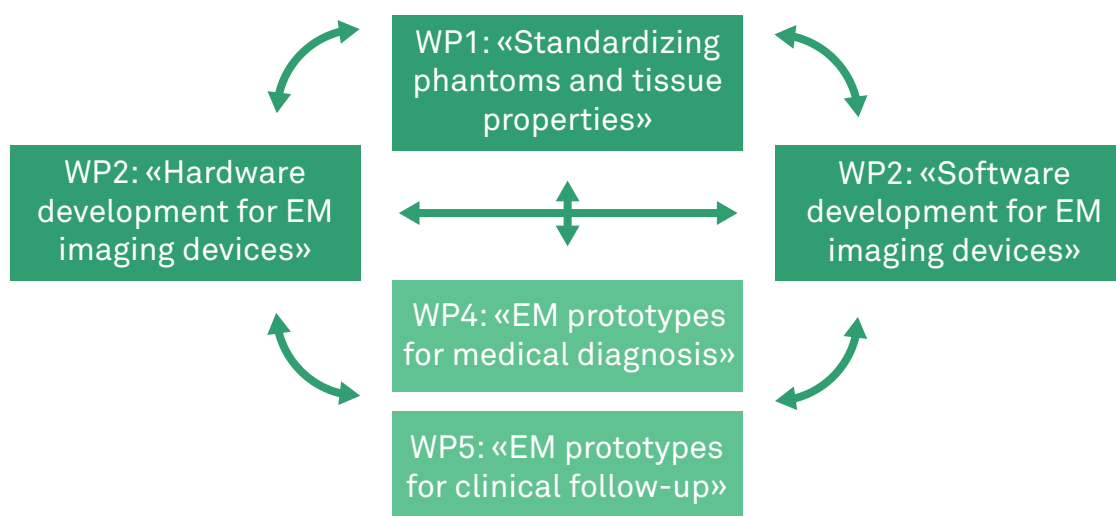 WP1: «Standardizing
phantoms and tissue
properties»
WP2: «Hardware
development for EM
imaging devices»
WP2: «Software
development for EM
imaging devices»
WP4: «EM prototypes
for medical diagnosis»
WP5: «EM prototypes
for clinical follow-up»